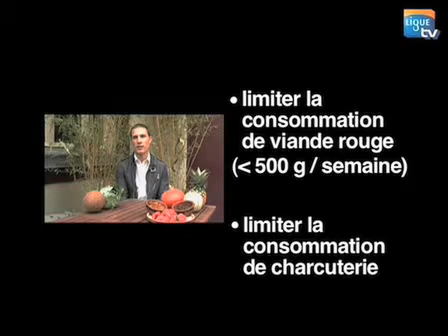 Ligue
tv
• limiter la
consommation
de viande rouge
(< 500 g / semaine)
• limiter la
consommation
de charcuterie